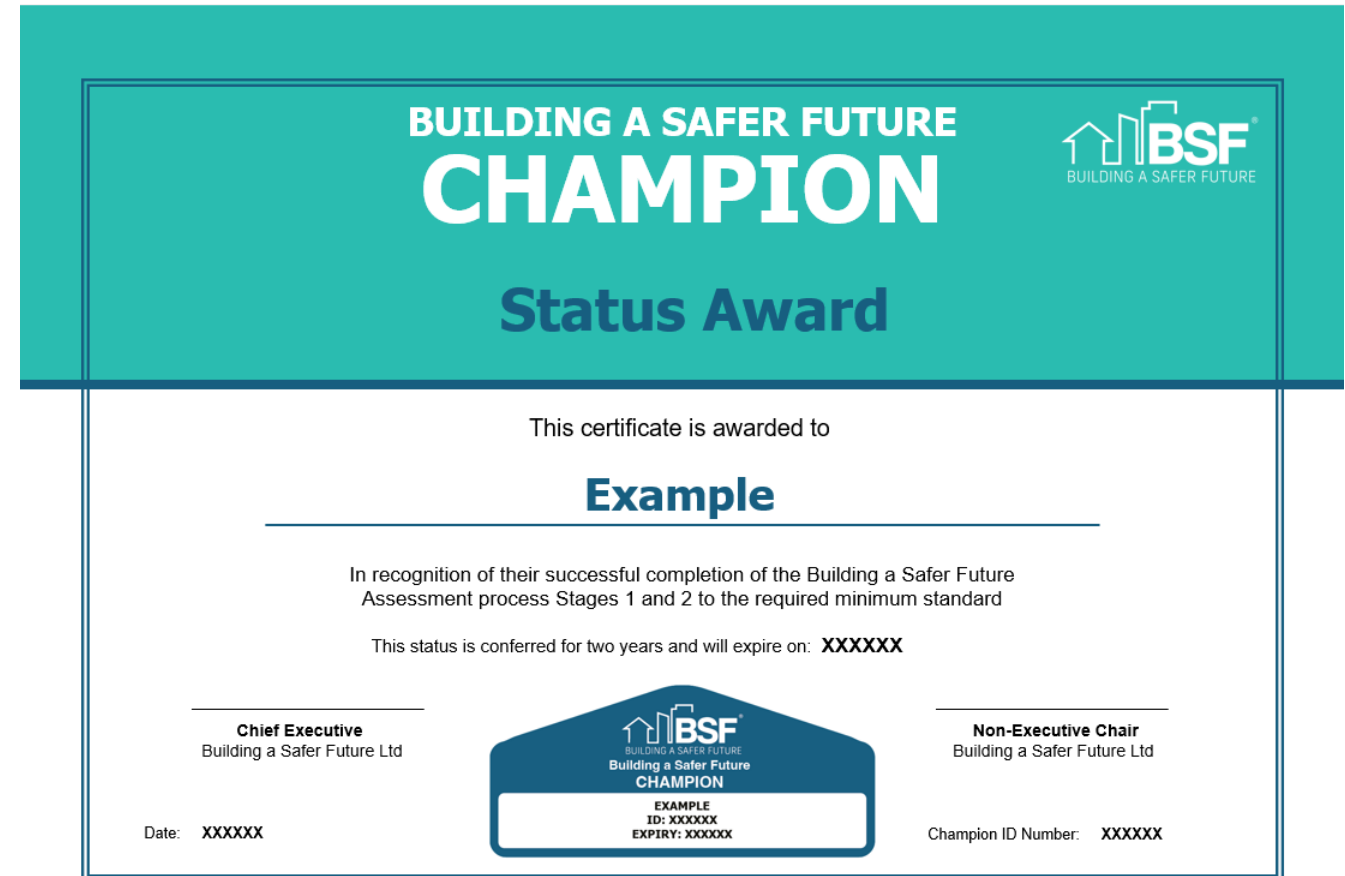 BUILDING A SAFER FUTURE
CHAMPION
BSF®
BUILDING A SAFER FUTURE
Status Award
This certificate is awarded to
Example
In recognition of their successful completion of the Building a Safer Future
Assessment process Stages 1 and 2 to the required minimum standard
This status is conferred for two years and will expire on: XXXXXX
Chief Executive
Building a Safer Future Ltd
BSF®
BUILDING A SAFER FUTURE
Building a Safer Future
CHAMPION
EXAMPLE
ID: XXXXXX
EXPIRY: XXXXXX
Non-Executive Chair
Building a Safer Future Ltd
Date: XXXXXX
Champion ID Number: XXXXXX